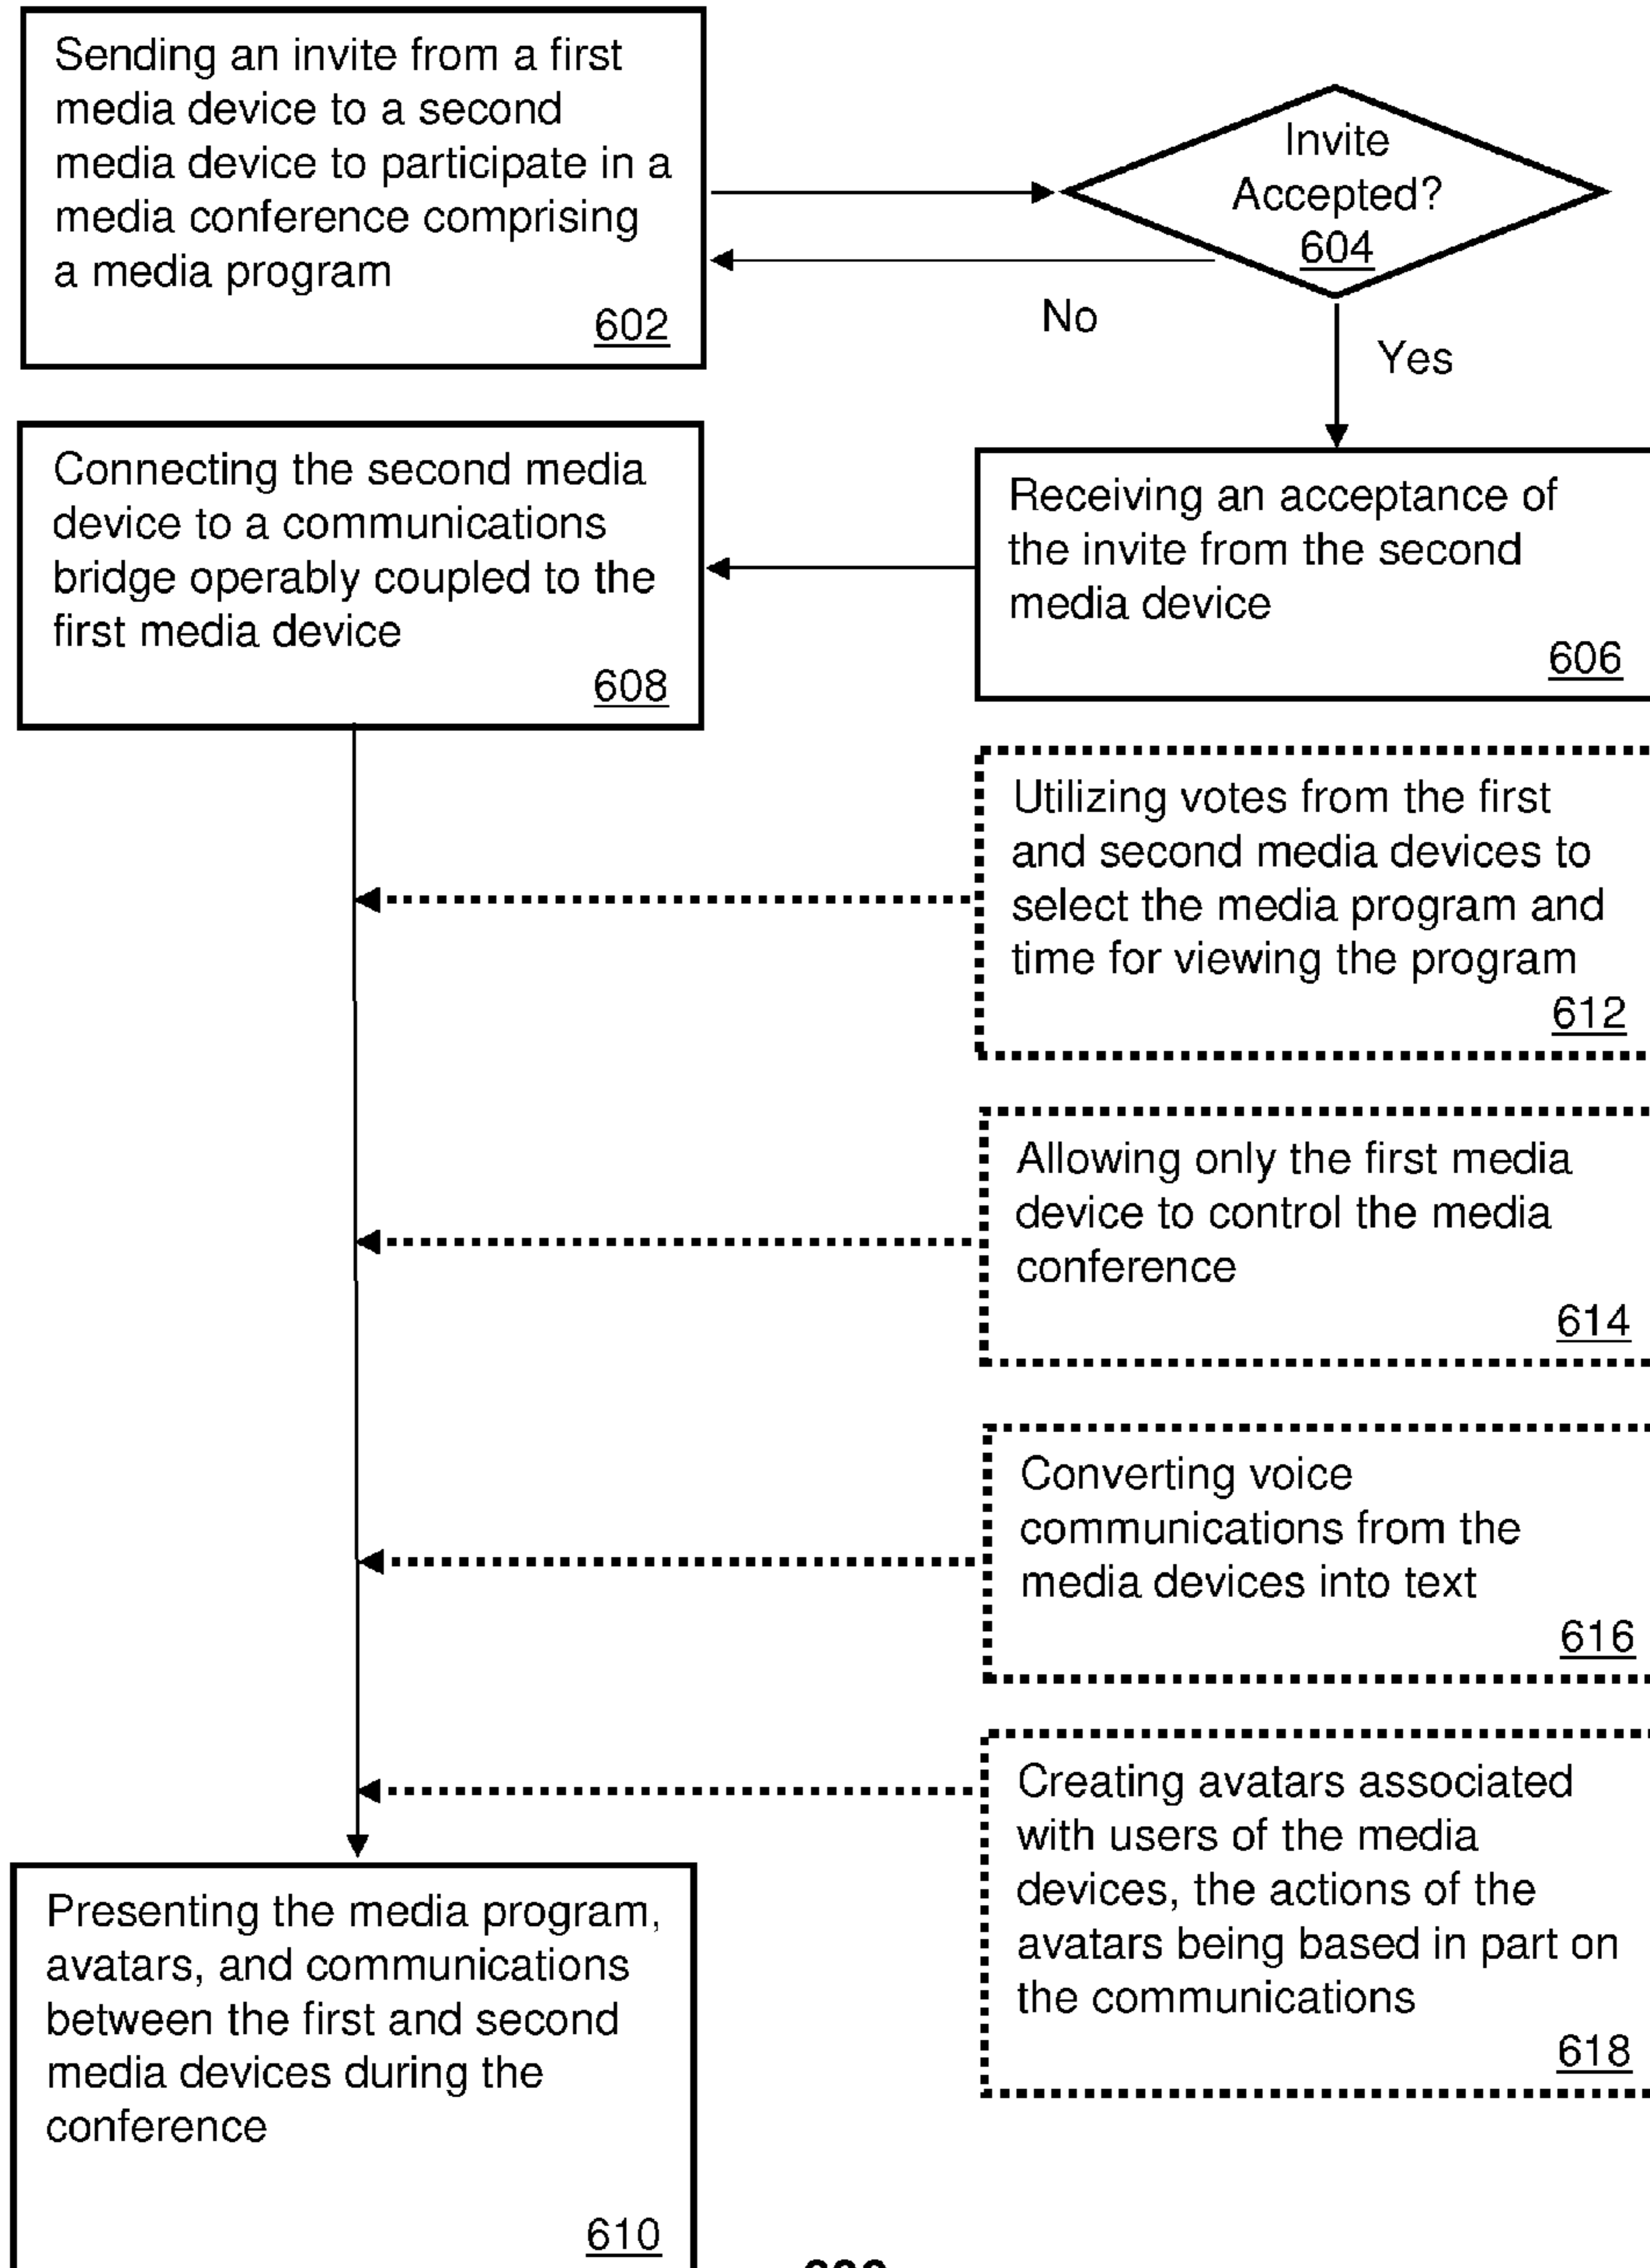 Sending an invite from a first
media device to a second
media device to participate in a
media conference comprising
a media program
602
Invite
Accepted?
604
No
Yes
Connecting the second media
device to a communications
bridge operably coupled to the
first media device
608
Receiving an acceptance of
the invite from the second
media device
606
Utilizing votes from the first
and second media devices to
select the media program and
time for viewing the program
612
Allowing only the first media
device to control the media
conference
614
Converting voice
communications from the
media devices into text
616
Creating avatars associated
with users of the media
devices, the actions of the
avatars being based in part on
the communications
618
Presenting the media program,
avatars, and communications
between the first and second
media devices during the
conference
610